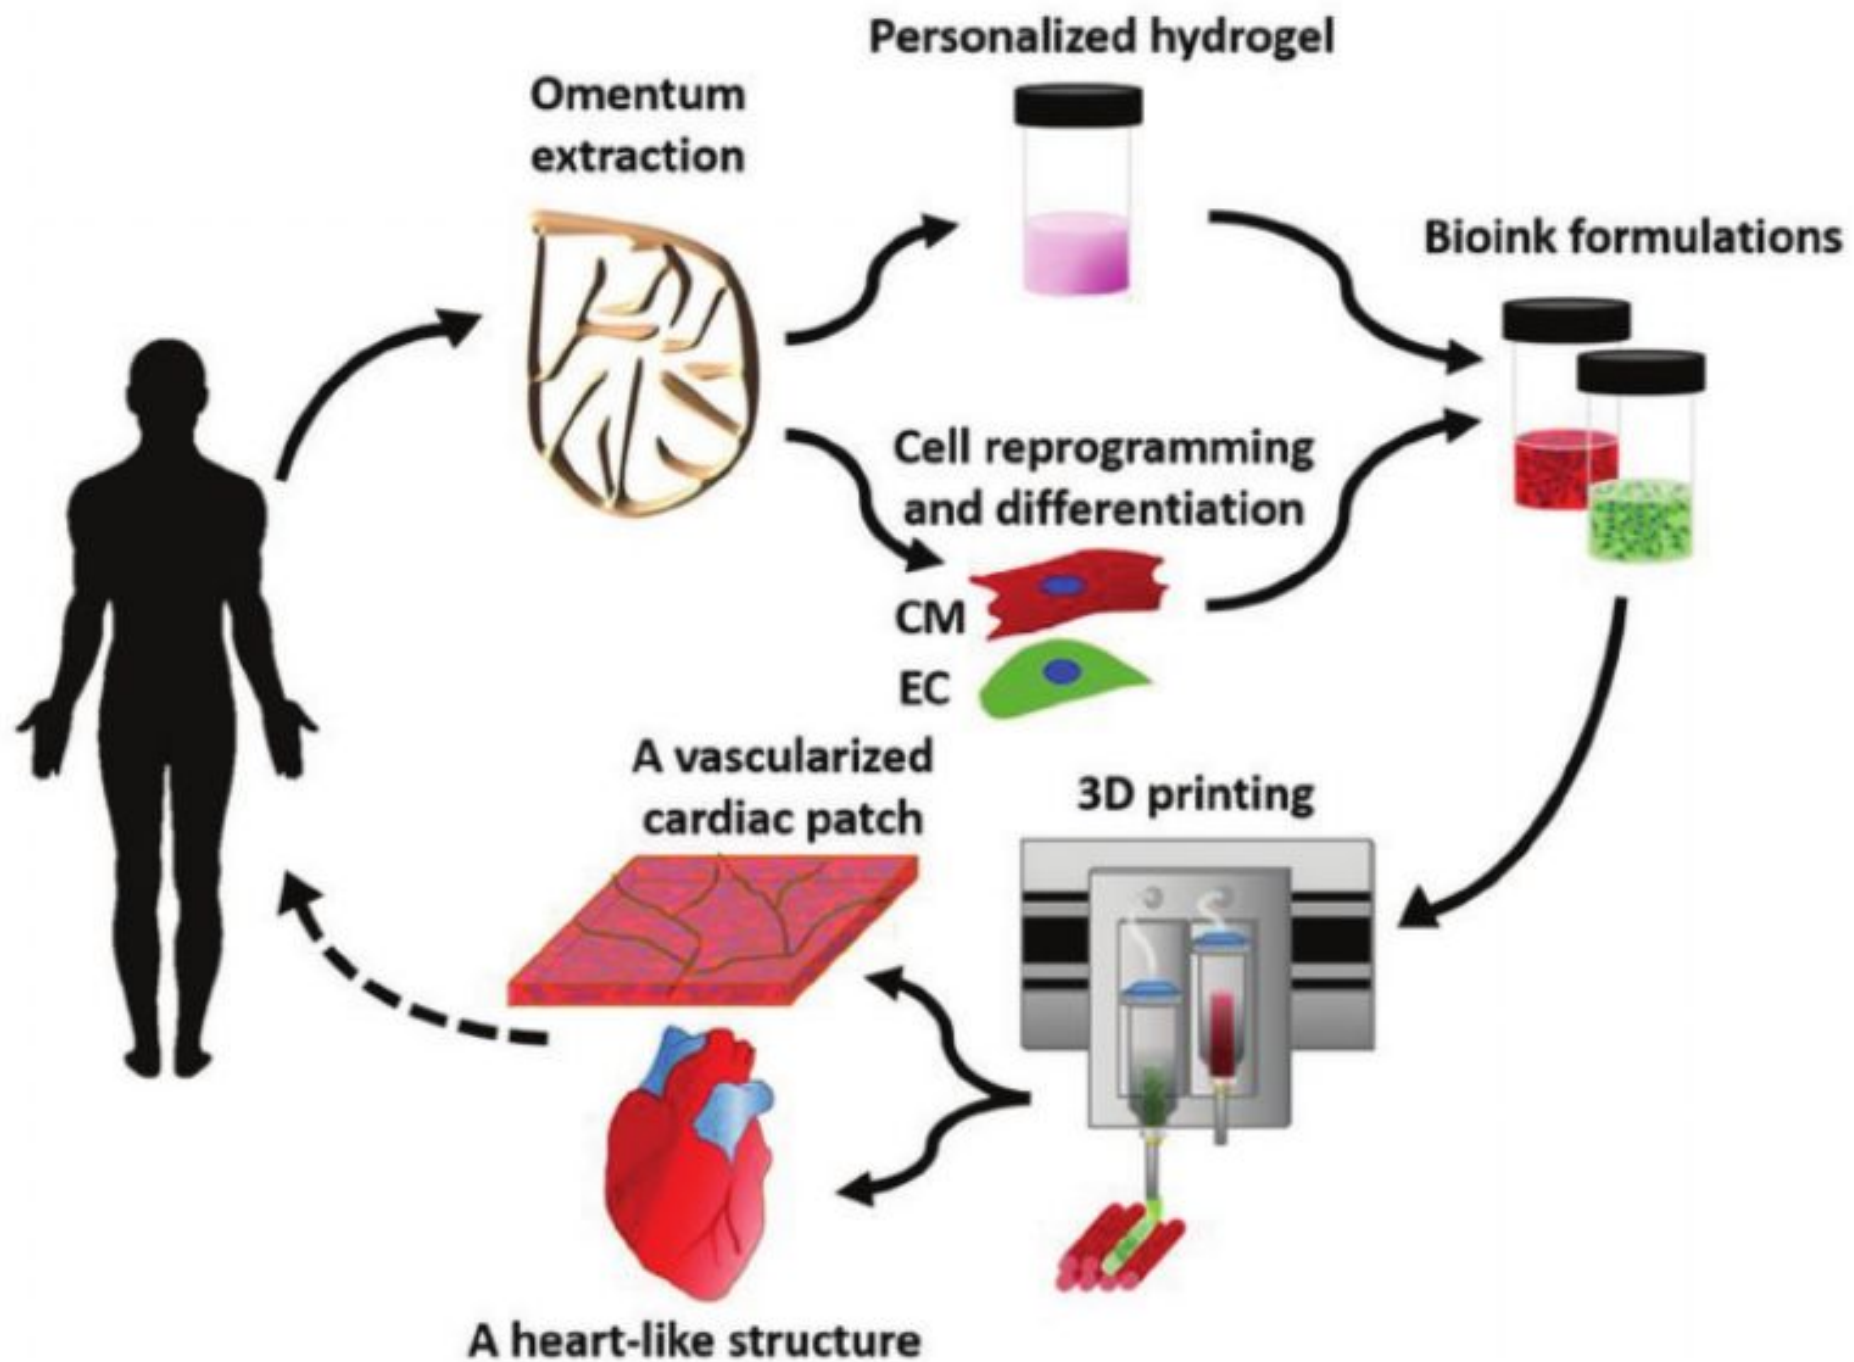 Personalized hydrogel
Omentum
extraction
Bioink formulations
Cell reprogramming
and differentiation
CM
EC
A vascularized
cardiac patch
3D printing
A heart-like structure